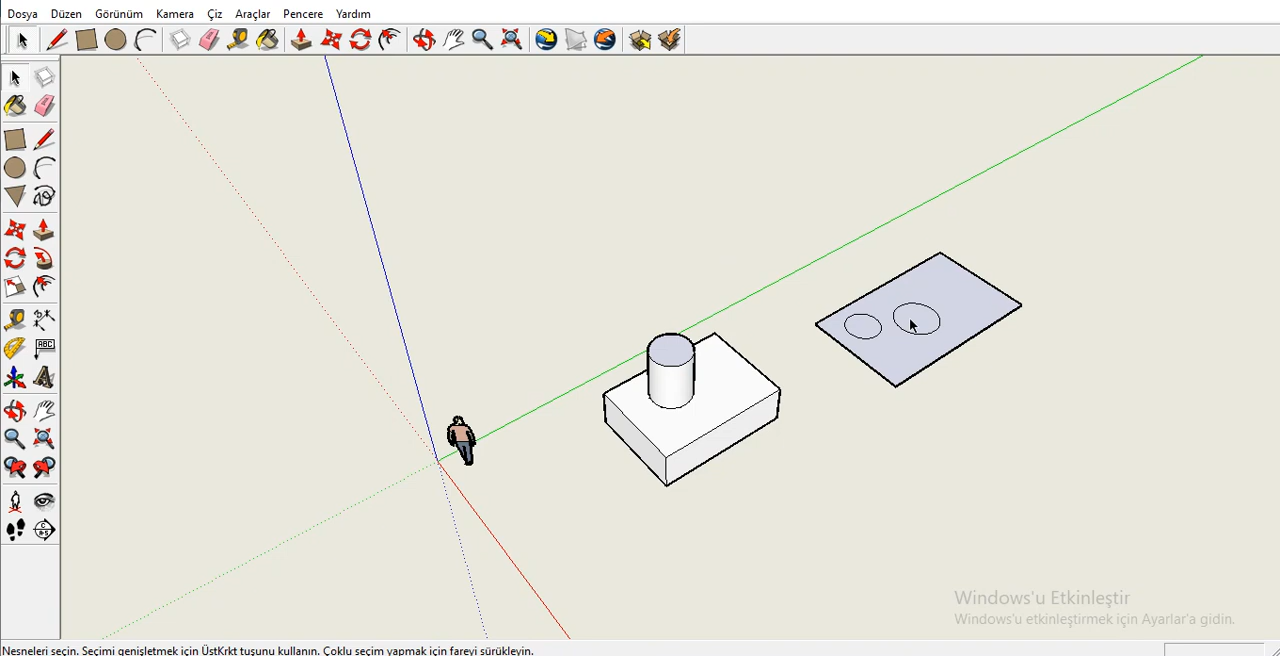 Dosya Düzen Görünüm Kamera Çiz Araçlar Pencere Yardım
ABC
Windows'u Etkinleştir
Windows'u etkinleştirmek için Ayarlar'a gidin.
Nesneleri seçin. Seçimi genişletmek için ÜstKrkt tuşunu kullanın. Çoklu seçim yapmak için fareyi sürükleyin.